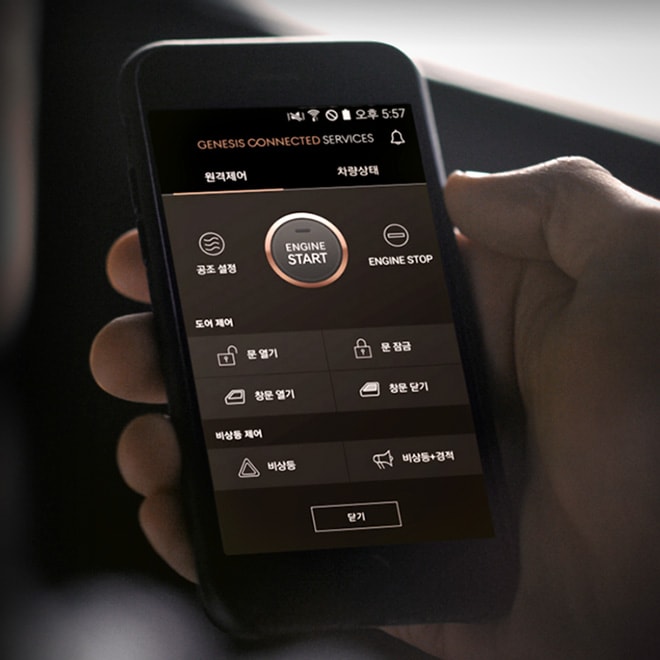 오후 5:57
GENESIS CONNECTED SERVICES
원격제어 차량상태
공조 설정
ENGINE
START
ENGINE STOP
도어 제어
문 열기 문 잠금
창문 열기 창문 닫기
비상등 제어
비상등 비상등+경적
닫기